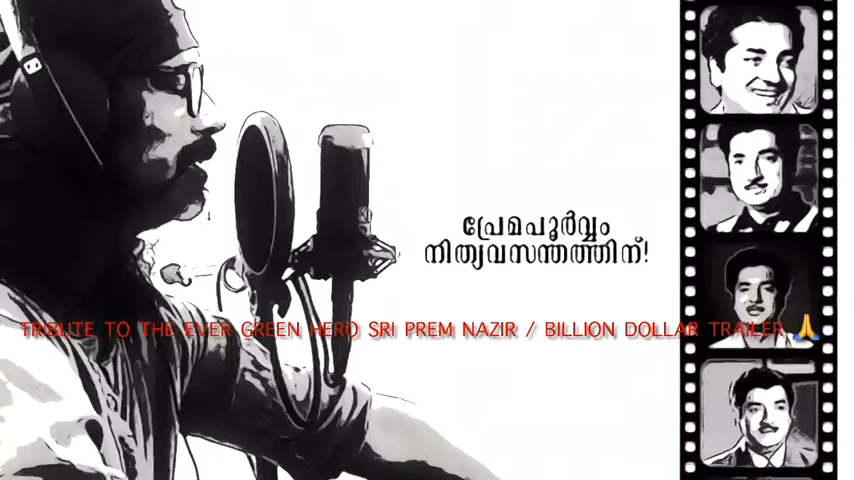 പ്രേമപൂർവ്വം
നിത്യവസന്തത്തിന്!
TRIBUTE TO THE EVER GREEN HERO SRI PREM NAZIR / BILLION DOLLAR TRAILER 🙏